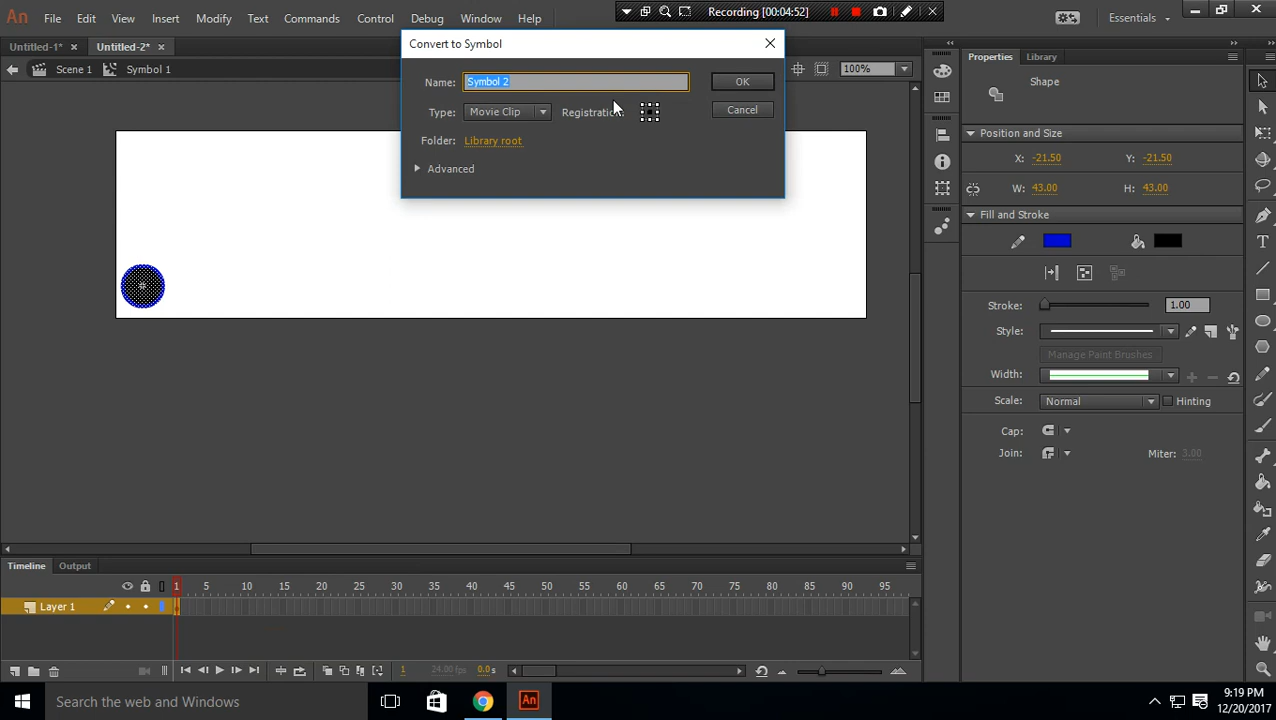 An File Edit View Insert Modify Text Commands Control Debug Window Help
Recording [00:04:52]
Essentials
Untitled-1* × Untitled-2* ×
Scene 1 Symbol 1
100%
Convert to Symbol
Name: Symbol 2
OK
Type: Movie Clip
Registration:
Cancel
Folder: Library root
Advanced
Properties Library
Shape
Position and Size
X: -21.50 Y: -21.50
W: 43.00 H: 43.00
Fill and Stroke
Stroke: 1.00
Style:
Manage Paint Brushes
Width:
Scale: Normal Hinting
Cap:
Join: Miter: 3.00
Timeline Output
1 5 10 15 20 25 30 35 40 45 50 55 60 65 70 75 80 85 90 95
Layer 1
1 24.00 fps 0.0 s
Search the web and Windows
An
9:19 PM
12/20/2017